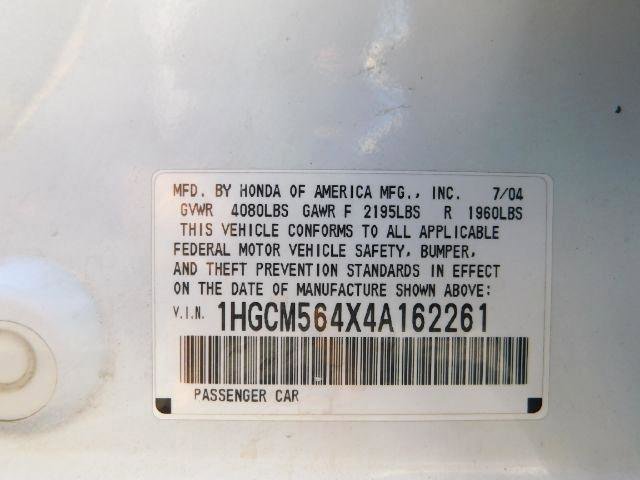 MFD. BY HONDA OF AMERICA MFG., INC. 7/04
GVWR 4080LBS GAWR F 2195LBS R 1960LBS
THIS VEHICLE CONFORMS TO ALL APPLICABLE
FEDERAL MOTOR VEHICLE SAFETY, BUMPER,
AND THEFT PREVENTION STANDARDS IN EFFECT
ON THE DATE OF MANUFACTURE SHOWN ABOVE:
V.I.N. 1HGCM564X4A162261
PASSENGER CAR